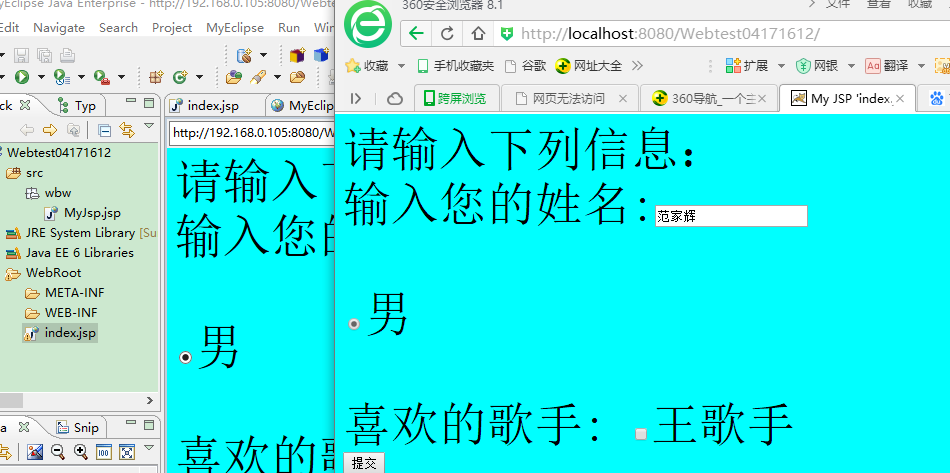 Java Enterprise - http://192.168.0.105:8080/Webte
Edit Navigate Search Project MyEclipse Run Win
Typ
Webtest04171612
src
wbw
MyJsp.jsp
JRE System Library [Su
Java EE 6 Libraries
WebRoot
META-INF
WEB-INF
index.jsp
Snip
100
index.jsp
MyEclip
http://192.168.0.105:8080/W
请输入
输入您的
男
喜欢的
360安全浏览器 8.1
文件 查看 收藏
http://localhost:8080/Webtest04171612/
收藏 手机收藏夹 谷歌 网址大全 扩展 网银 Aa 翻译
跨屏浏览 网页无法访问 360导航_一个主 My JSP 'index. 百度
请输入下列信息：
输入您的姓名: 范家辉
男
喜欢的歌手: 王歌手
提交